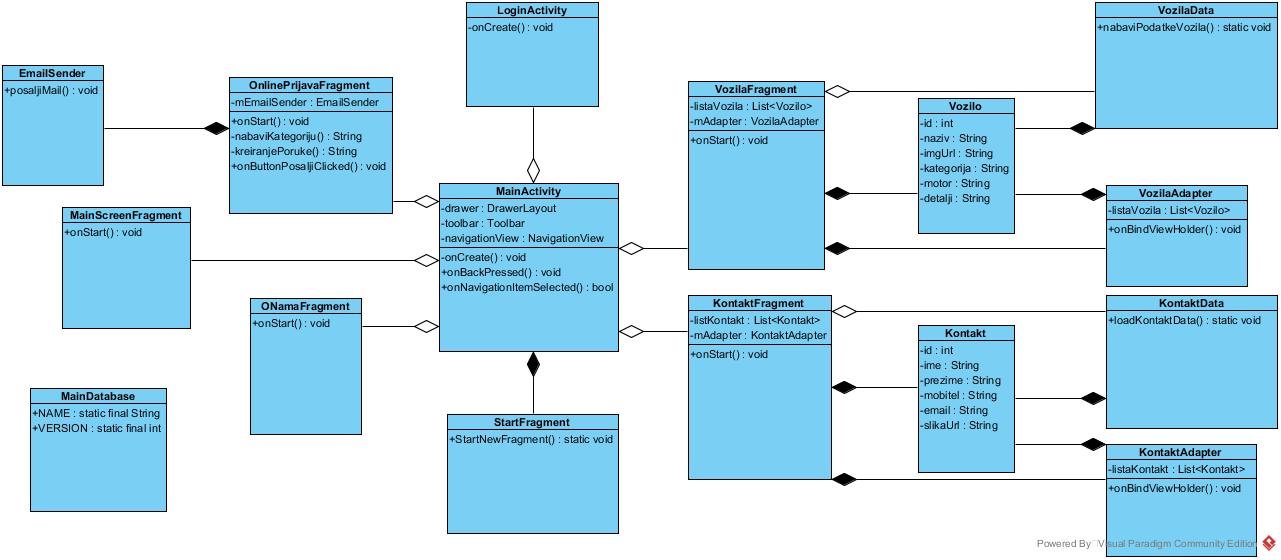 LoginActivity
-onCreate() : void
VozilaData
+nabaviPodatkeVozila() : static void
EmailSender
+posaljiMail() : void
OnlinePrijavaFragment
-mEmailSender : EmailSender
+onStart() : void
-nabaviKategoriju() : String
-kreiranjePoruke() : String
+onButtonPosaljiClicked() : void
VozilaFragment
-listaVozila : List<Vozilo>
-mAdapter : VozilaAdapter
+onStart() : void
Vozilo
-id : int
-naziv : String
-imgUrl : String
-kategorija : String
-motor : String
-detalji : String
MainActivity
-drawer : DrawerLayout
-toolbar : Toolbar
-navigationView : NavigationView
-onCreate() : void
+onBackPressed() : void
+onNavigationItemSelected() : bool
VozilaAdapter
-listaVozila : List<Vozilo>
+onBindViewHolder() : void
MainScreenFragment
+onStart() : void
ONamaFragment
+onStart() : void
KontaktFragment
-listKontakt : List<Kontakt>
-mAdapter : KontaktAdapter
+onStart() : void
KontaktData
+loadKontaktData() : static void
Kontakt
-id : int
-ime : String
-prezime : String
-mobitel : String
-email : String
-slikaUrl : String
MainDatabase
+NAME : static final String
+VERSION : static final int
StartFragment
+StartNewFragment() : static void
KontaktAdapter
-listaKontakt : List<Kontakt>
+onBindViewHolder() : void
Powered By Visual Paradigm Community Edition